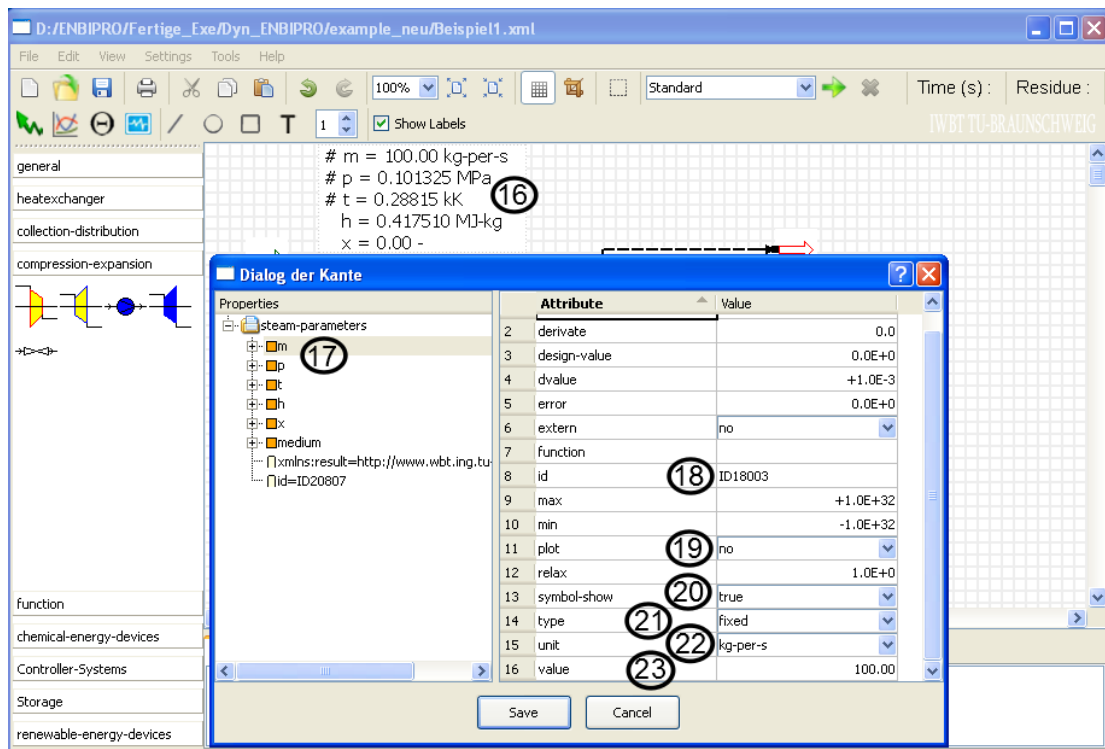 D:/ENBIPRO/Fertige_Exe/Dyn_ENBIPRO/example_neu/Beispiel1.xml
File Edit View Settings Tools Help
100% Standard Time (s) : Residue :
T 1 Show Labels IWBT TU-BRAUNSCHWEIG
general
heatexchanger
collection-distribution
compression-expansion
# m = 100.00 kg-per-s
# p = 0.101325 MPa
# t = 0.28815 kK
16
h = 0.417510 MJ-kg
x = 0.00 -
Dialog der Kante
Properties
steam-parameters
m
17
p
t
h
x
medium
xmlns:result=http://www.wbt.ing.tu-
id=ID20807
Attribute Value
2 derivate 0.0
3 design-value 0.0E+0
4 dvalue +1.0E-3
5 error 0.0E+0
6 extern no
7 function
8 id 18 ID18003
9 max +1.0E+32
10 min -1.0E+32
11 plot 19 no
12 relax 1.0E+0
13 symbol-show 20 true
14 type 21 fixed
15 unit 22 kg-per-s
16 value 23 100.00
Save Cancel
function
chemical-energy-devices
Controller-Systems
Storage
renewable-energy-devices